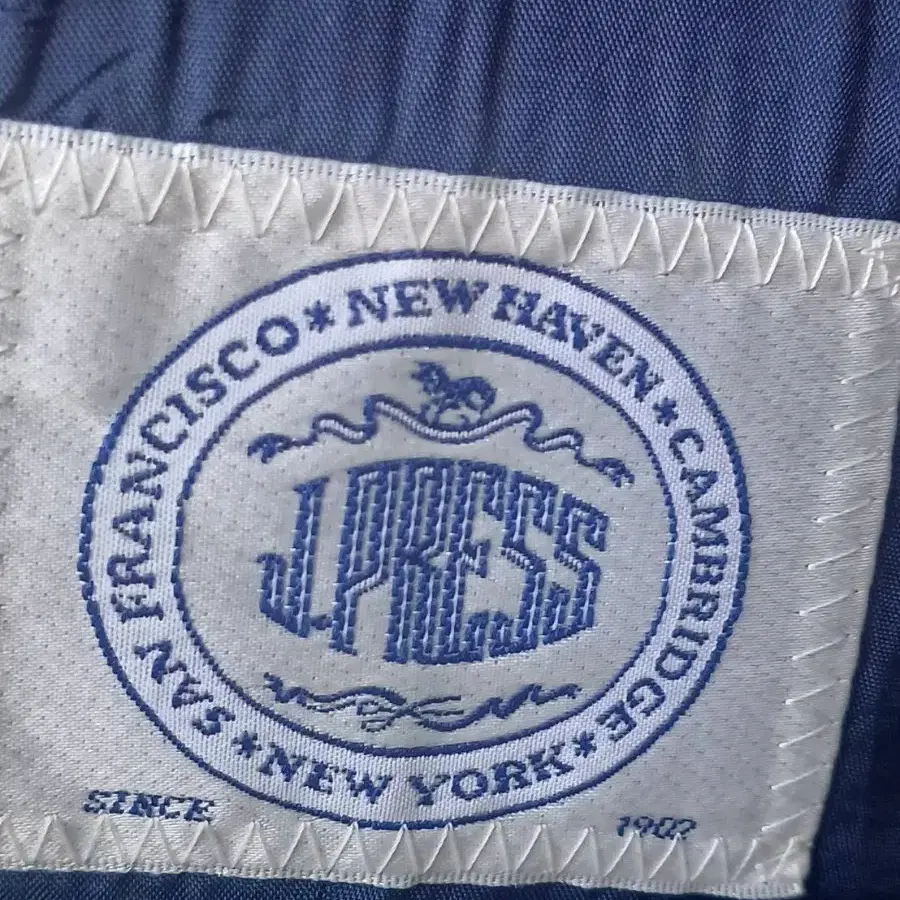 SAN FRANCISCO * NEW HAVEN * CAMBRIDGE * NEW YORK *
J.PRESS
SINCE 1902